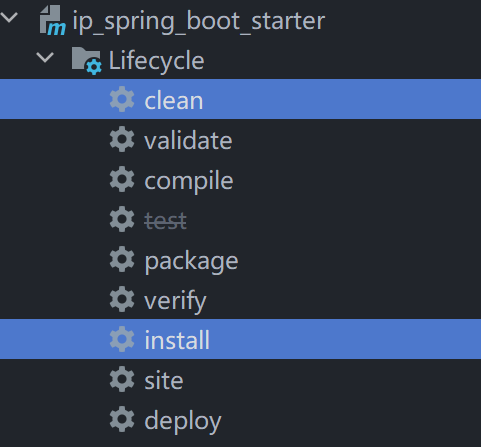 ip_spring_boot_starter
Lifecycle
clean
validate
compile
test
package
verify
install
site
deploy